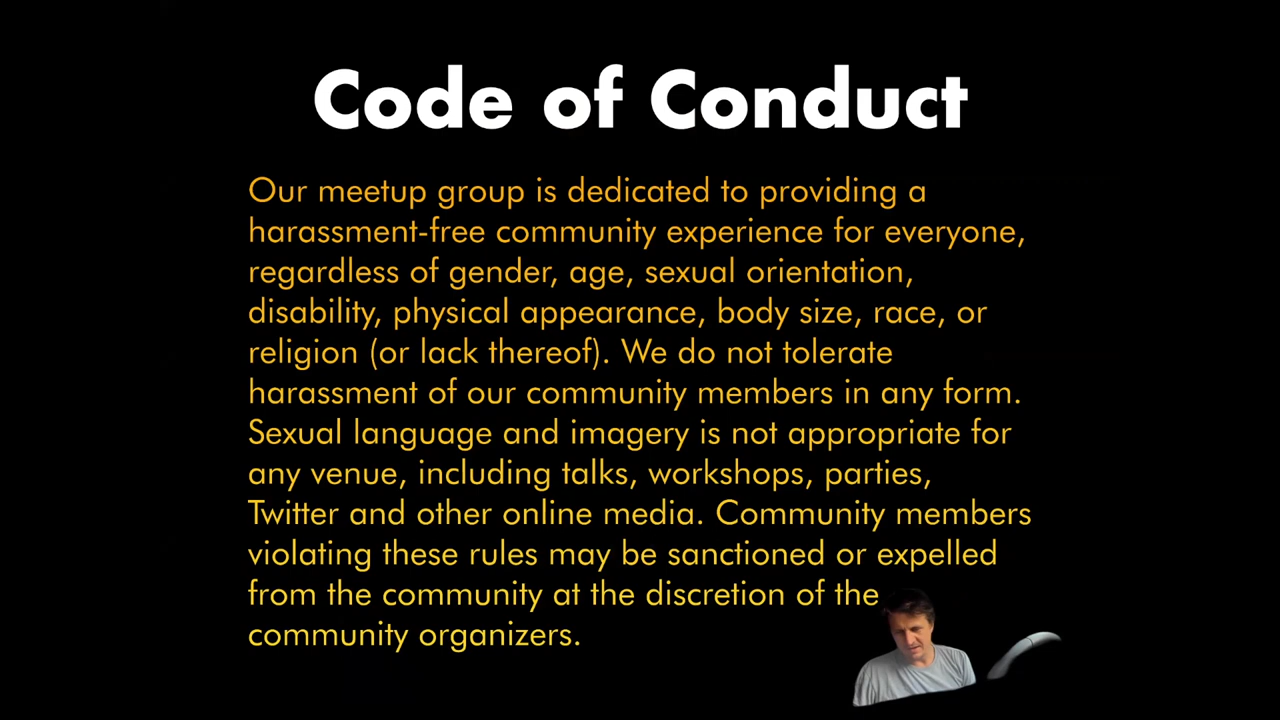 Code of Conduct
Our meetup group is dedicated to providing a
harassment-free community experience for everyone,
regardless of gender, age, sexual orientation,
disability, physical appearance, body size, race, or
religion (or lack thereof). We do not tolerate
harassment of our community members in any form.
Sexual language and imagery is not appropriate for
any venue, including talks, workshops, parties,
Twitter and other online media. Community members
violating these rules may be sanctioned or expelled
from the community at the discretion of the
community organizers.